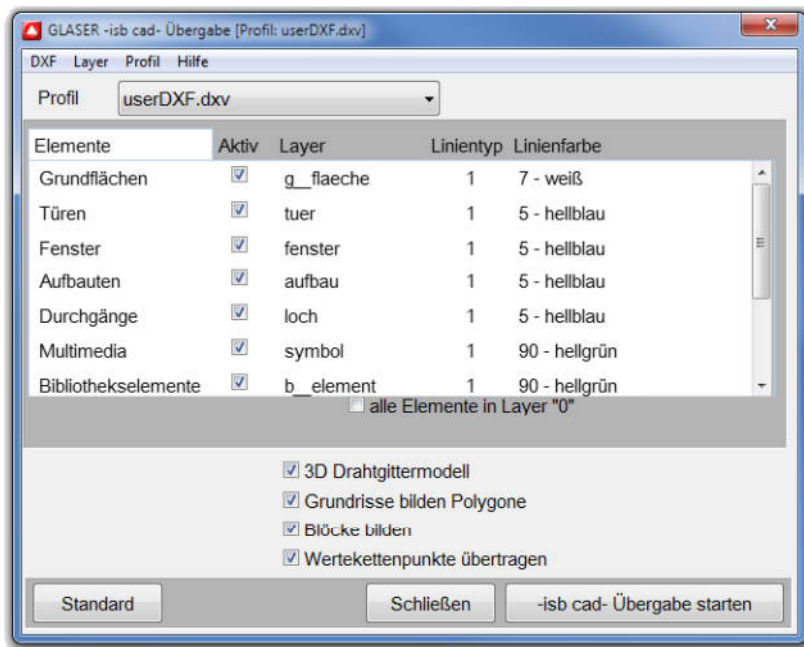 GLASER -isb cad- Übergabe [Profil: userDXF.dxv]
DXF Layer Profil Hilfe
Profil userDXF.dxv
Elemente Aktiv Layer Linientyp Linienfarbe
Grundflächen g__flaeche 1 7 - weiß
Türen tuer 1 5 - hellblau
Fenster fenster 1 5 - hellblau
Aufbauten aufbau 1 5 - hellblau
Durchgänge loch 1 5 - hellblau
Multimedia symbol 1 90 - hellgrün
Bibliothekselemente b__element 1 90 - hellgrün
alle Elemente in Layer "0"
3D Drahtgittermodell
Grundrisse bilden Polygone
Blöcke bilden
Wertekettenpunkte übertragen
Standard Schließen -isb cad- Übergabe starten